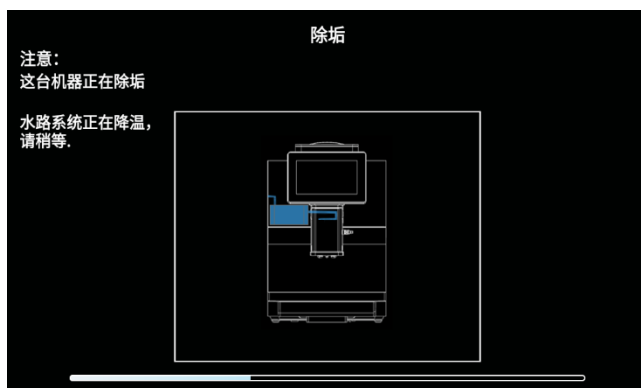 除垢
注意：
这台机器正在除垢
水路系统正在降温，
请稍等.